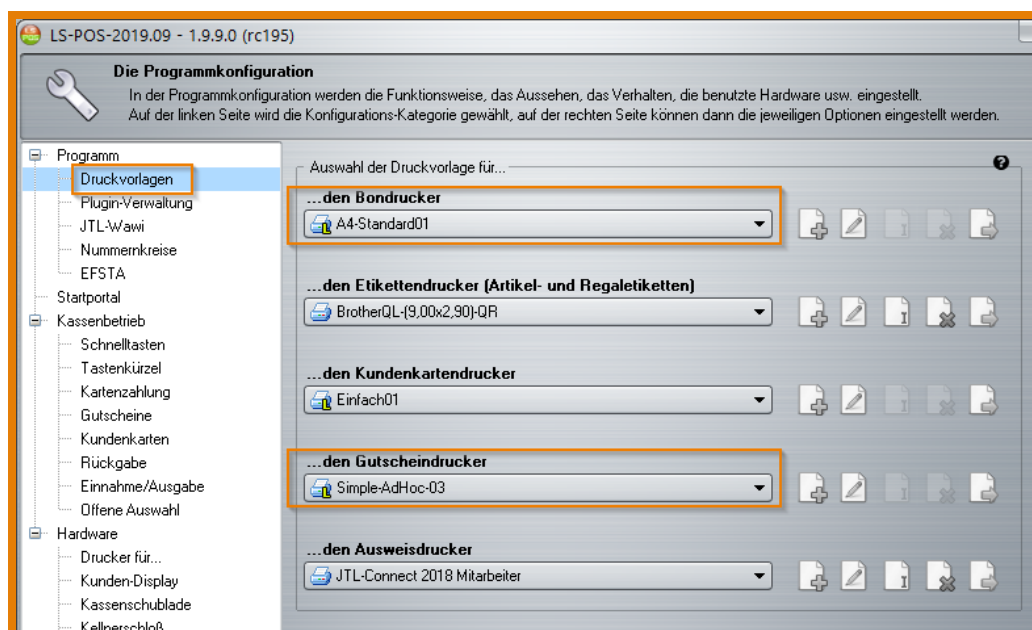 LS-POS-2019.09 - 1.9.9.0 (rc195)
Die Programmkonfiguration
In der Programmkonfiguration werden die Funktionsweise, das Aussehen, das Verhalten, die benutzte Hardware usw. eingestellt.
Auf der linken Seite wird die Konfigurations-Kategorie gewählt, auf der rechten Seite können dann die jeweiligen Optionen eingestellt werden.
Programm
Druckvorlagen
Plugin-Verwaltung
JTL-Wawi
Nummernkreise
EFSTA
Startportal
Kassenbetrieb
Schnelltasten
Tastenkürzel
Kartenzahlung
Gutscheine
Kundenkarten
Rückgabe
Einnahme/Ausgabe
Offene Auswahl
Hardware
Drucker für...
Kunden-Display
Kassenschublade
Kellnerschloß
Auswahl der Druckvorlage für...
...den Bondrucker
A4-Standard01
...den Etikettendrucker (Artikel- und Regaletiketten)
BrotherQL-(9,00x2,90)-QR
...den Kundenkartendrucker
Einfach01
...den Gutscheindrucker
Simple-AdHoc-03
...den Ausweisdrucker
JTL-Connect 2018 Mitarbeiter